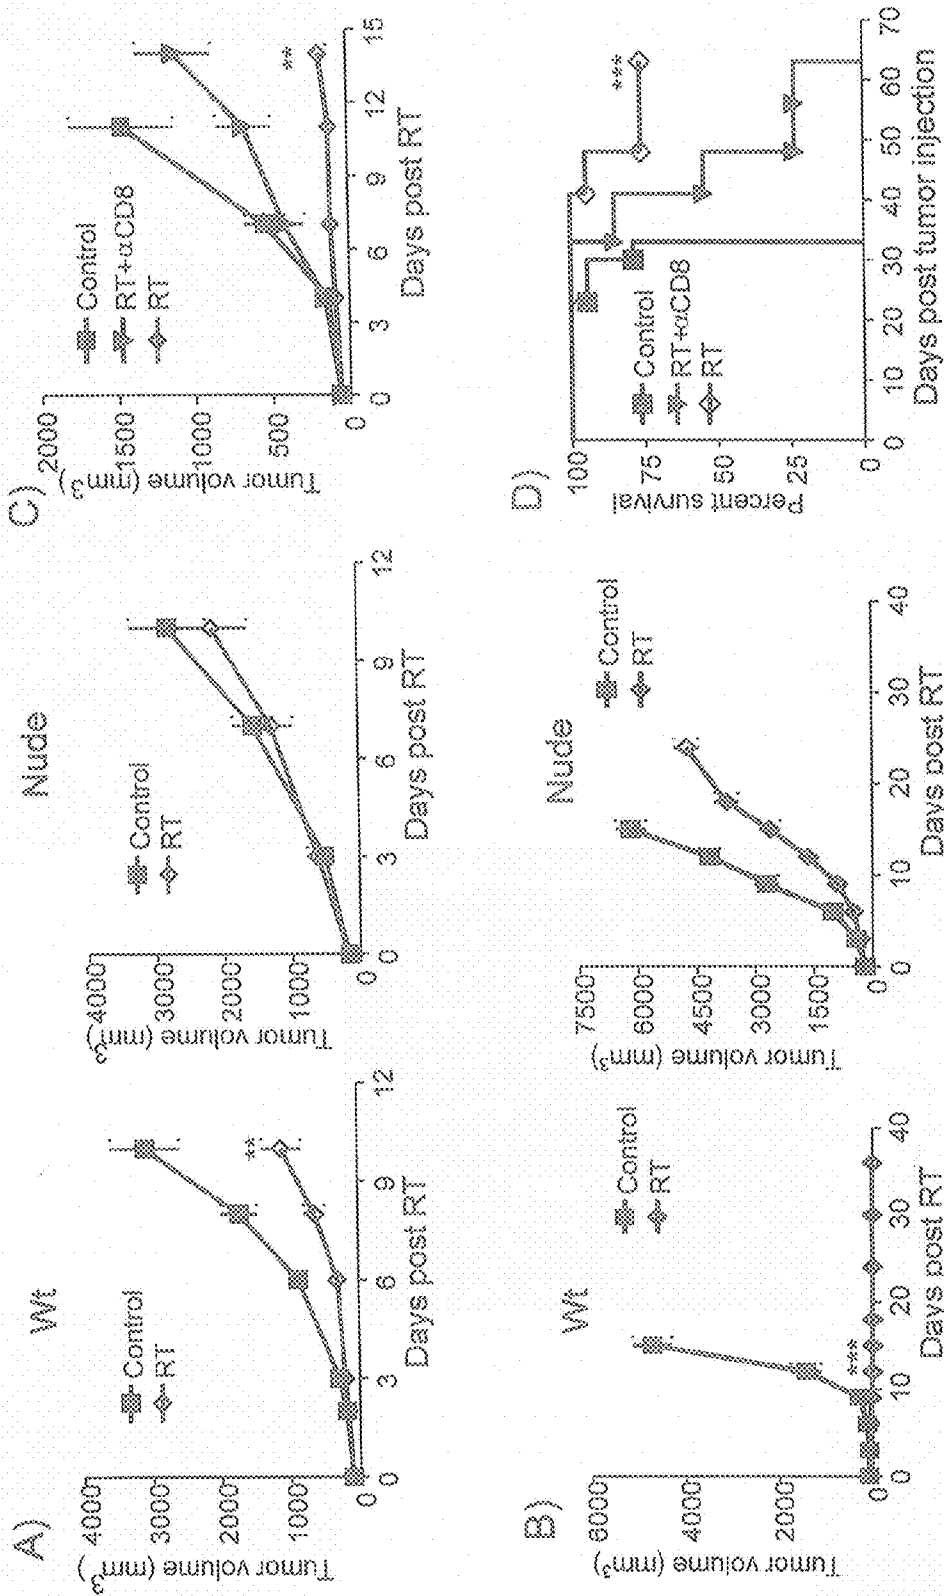 A)
Wt
Control
RT
Tumor volume (mm3)
4000
3000
2000
1000
0
0 3 6 9 12
Days post RT
Nude
Control
RT
Tumor volume (mm3)
4000
3000
2000
1000
0
0 3 6 9 12
Days post RT
**
B)
Wt
Control
RT
Tumor volume (mm3)
6000
4000
2000
0
0 10 20 30 40
Days post RT
***
Nude
Control
RT
Tumor volume (mm3)
7500
6000
4500
3000
1500
0
0 10 20 30 40
Days post RT
C)
Control
RT+αCD8
RT
Tumor volume (mm3)
2000
1500
1000
500
0
0 3 6 9 12 15
Days post RT
**
D)
Control
RT+αCD8
RT
Percent survival
100
75
50
25
0
0 10 20 30 40 50 60 70
Days post tumor injection
***